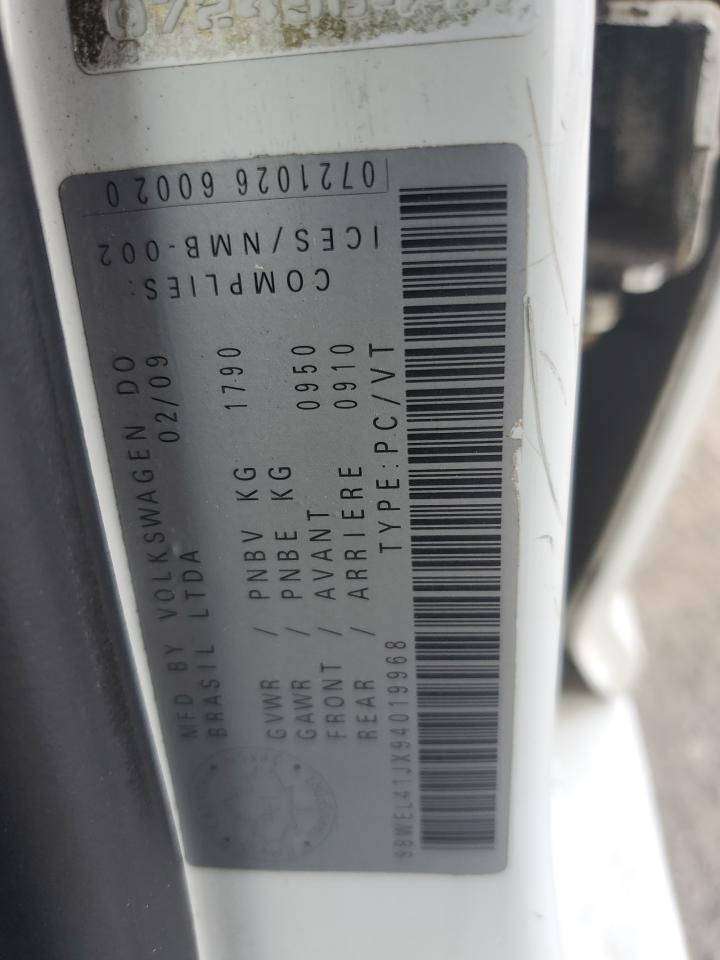 MFD BY VOLKSWAGEN DO
BRASIL LTDA 02/09
GVWR / PNBV KG 1790
GAWR / PNBE KG
FRONT / AVANT 0950
REAR / ARRIERE 0910
TYPE:PC/VT
9BWEL41JX94019968
COMPLIES:
ICES/NMB-002
0721026 6002 0